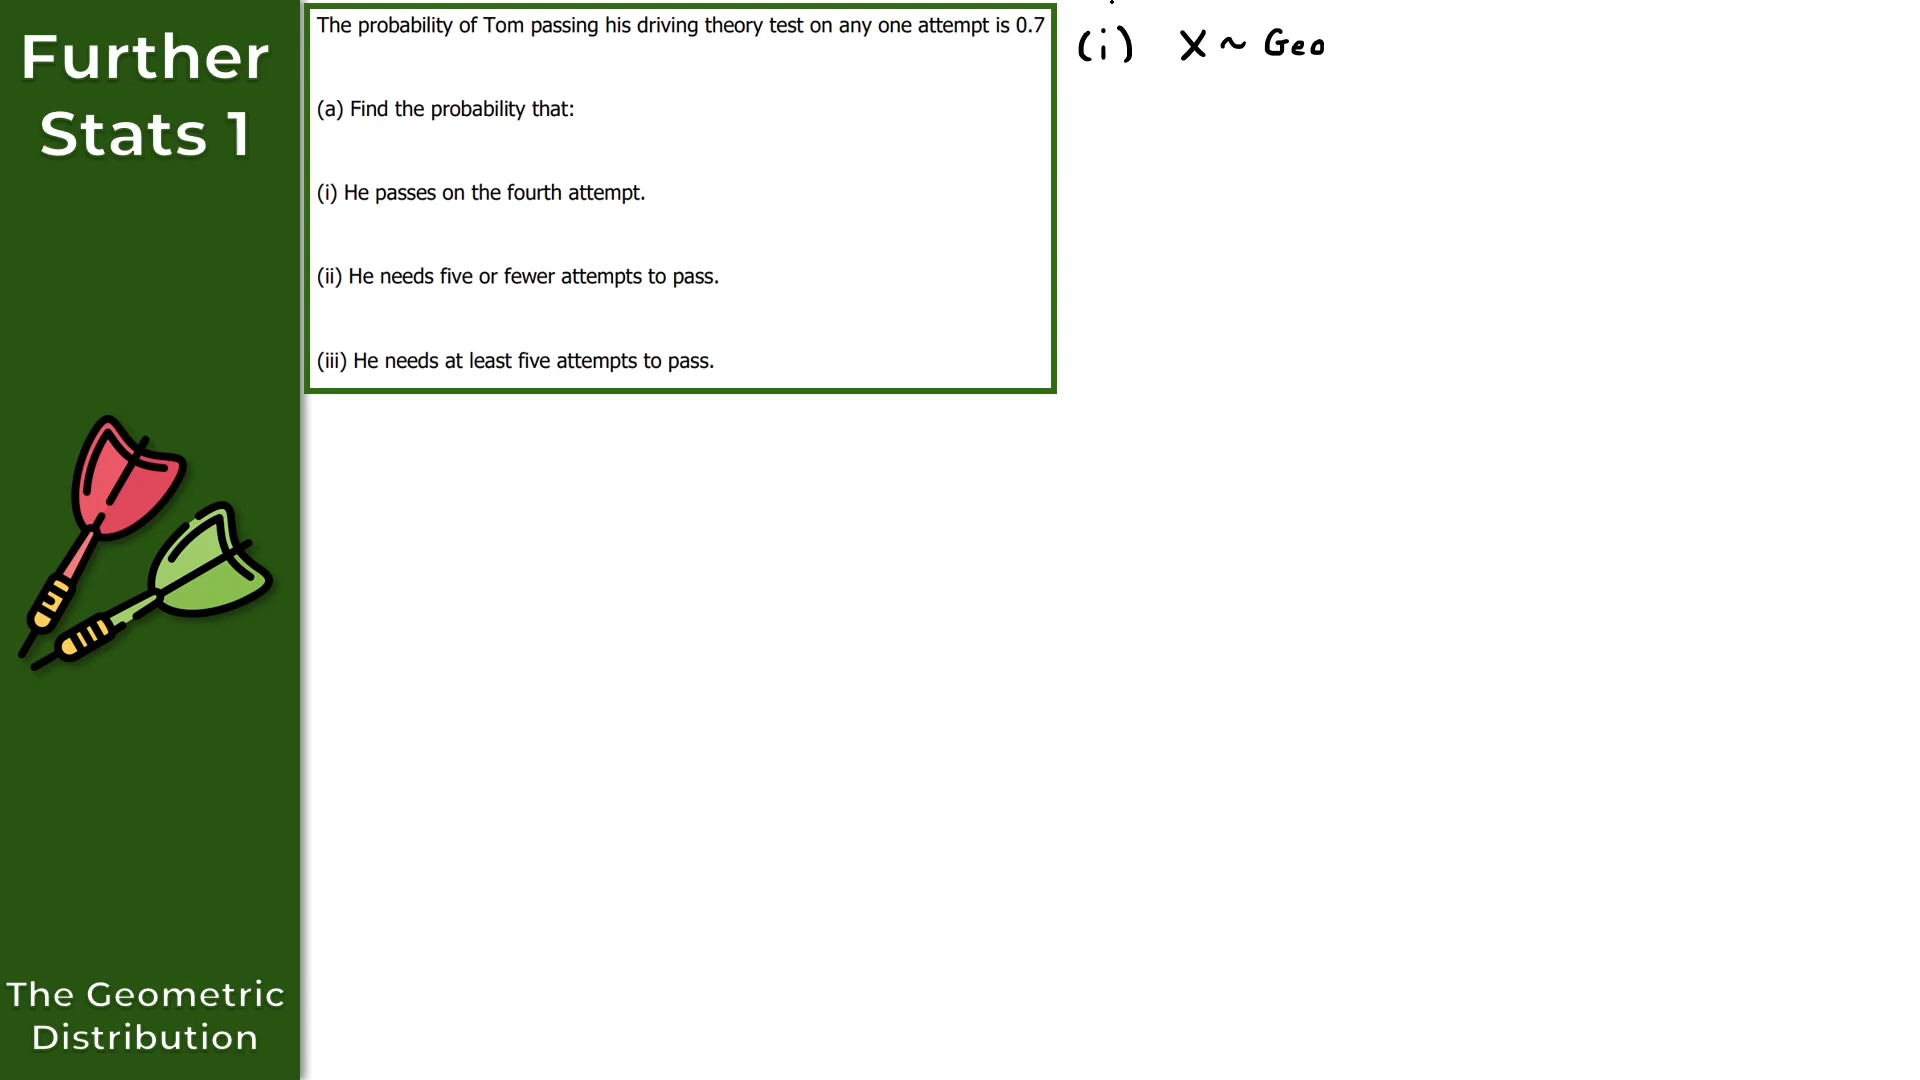 Further
Stats 1
The probability of Tom passing his driving theory test on any one attempt is 0.7
(a) Find the probability that:
(i) He passes on the fourth attempt.
(ii) He needs five or fewer attempts to pass.
(iii) He needs at least five attempts to pass.
(i) X ~ Geo
The Geometric
Distribution